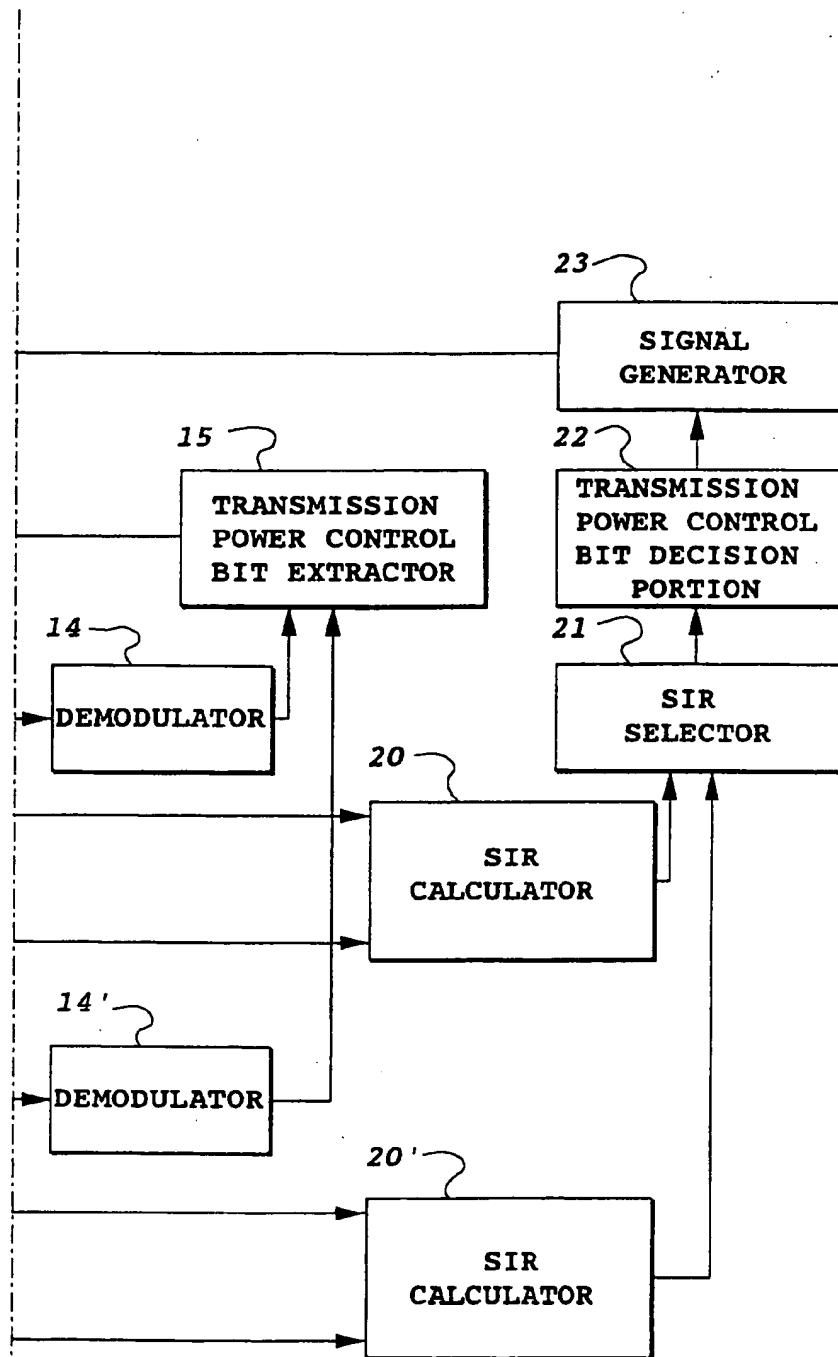 23
SIGNAL
GENERATOR
15
22
TRANSMISSION
POWER CONTROL
BIT EXTRACTOR
TRANSMISSION
POWER CONTROL
BIT DECISION
PORTION
14
21
DEMODULATOR
SIR
SELECTOR
20
SIR
CALCULATOR
14'
DEMODULATOR
20'
SIR
CALCULATOR